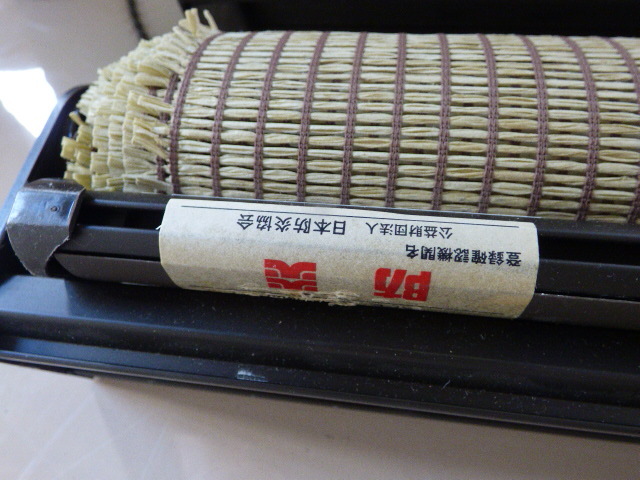 防炎
登録確認機関名
公益財団法人
日本防炎協会